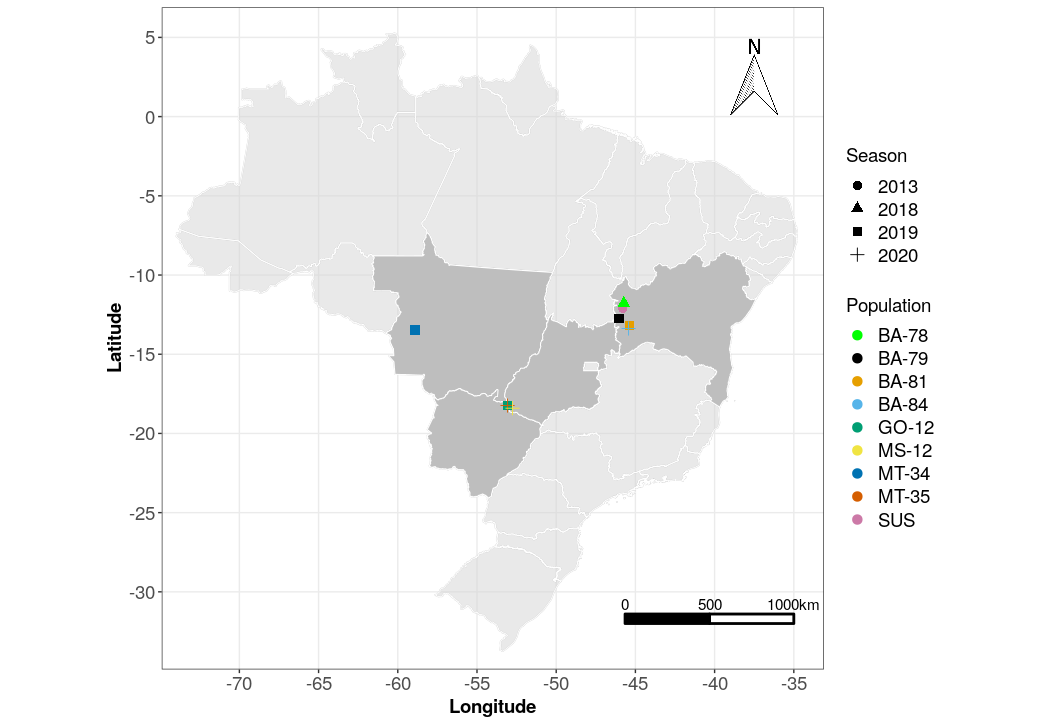 N
5
0
-5
-10
-15
-20
-25
-30
Latitude
-70 -65 -60 -55 -50 -45 -40 -35
Longitude
0 500 1000km
Season
2013
2018
2019
2020
Population
BA-78
BA-79
BA-81
BA-84
GO-12
MS-12
MT-34
MT-35
SUS